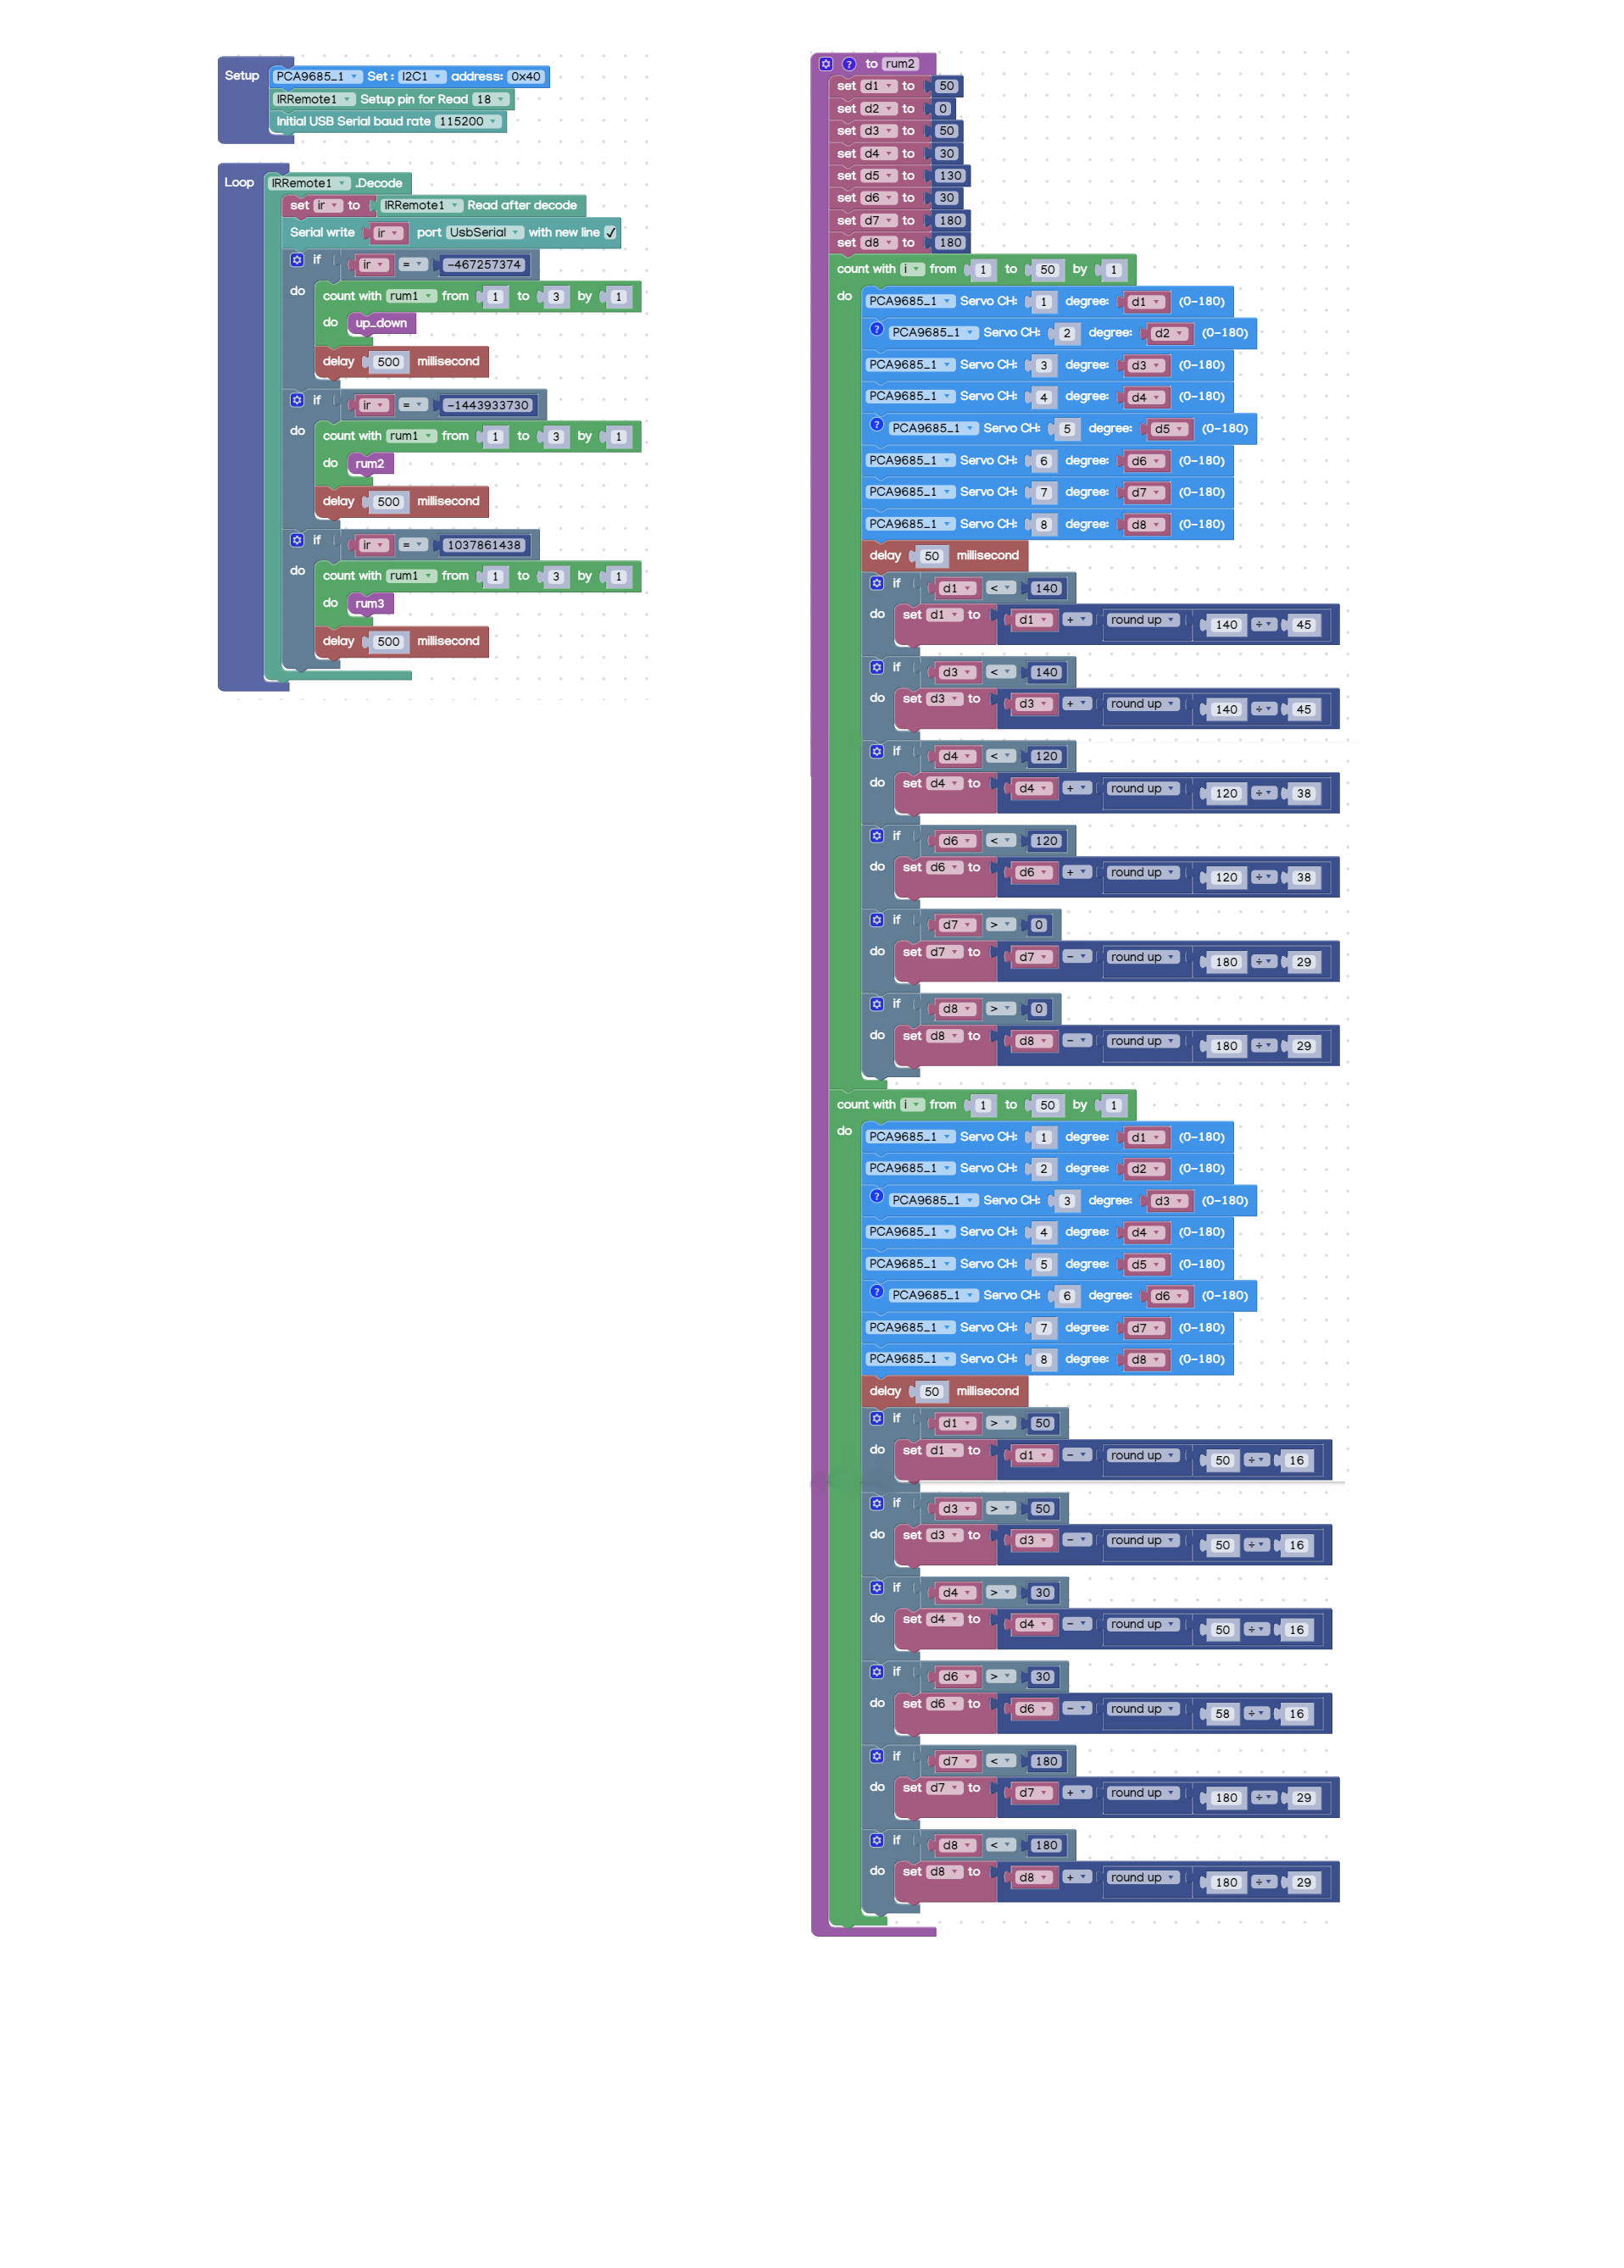 Setup PCA9685_1 Set : I2C1 address: 0x40
IRRemote1 Setup pin for Read 18
Initial USB Serial baud rate 115200
Loop IRRemote1 .Decode
set ir to IRRemote1 Read after decode
Serial write ir port UsbSerial with new line ✓
if ir = -467257374
do count with rum1 from 1 to 3 by 1
do up_down
delay 500 millisecond
if ir = -1443933730
do count with rum1 from 1 to 3 by 1
do rum2
delay 500 millisecond
if ir = 1037861438
do count with rum1 from 1 to 3 by 1
do rum3
delay 500 millisecond
? to rum2
set d1 to 50
set d2 to 0
set d3 to 50
set d4 to 30
set d5 to 130
set d6 to 30
set d7 to 180
set d8 to 180
count with i from 1 to 50 by 1
do PCA9685_1 Servo CH: 1 degree: d1 (0-180)
? PCA9685_1 Servo CH: 2 degree: d2 (0-180)
PCA9685_1 Servo CH: 3 degree: d3 (0-180)
PCA9685_1 Servo CH: 4 degree: d4 (0-180)
? PCA9685_1 Servo CH: 5 degree: d5 (0-180)
PCA9685_1 Servo CH: 6 degree: d6 (0-180)
PCA9685_1 Servo CH: 7 degree: d7 (0-180)
PCA9685_1 Servo CH: 8 degree: d8 (0-180)
delay 50 millisecond
if d1 < 140
do set d1 to d1 + round up 140 ÷ 45
if d3 < 140
do set d3 to d3 + round up 140 ÷ 45
if d4 < 120
do set d4 to d4 + round up 120 ÷ 38
if d6 < 120
do set d6 to d6 + round up 120 ÷ 38
if d7 > 0
do set d7 to d7 - round up 180 ÷ 29
if d8 > 0
do set d8 to d8 - round up 180 ÷ 29
count with i from 1 to 50 by 1
do PCA9685_1 Servo CH: 1 degree: d1 (0-180)
PCA9685_1 Servo CH: 2 degree: d2 (0-180)
? PCA9685_1 Servo CH: 3 degree: d3 (0-180)
PCA9685_1 Servo CH: 4 degree: d4 (0-180)
PCA9685_1 Servo CH: 5 degree: d5 (0-180)
? PCA9685_1 Servo CH: 6 degree: d6 (0-180)
PCA9685_1 Servo CH: 7 degree: d7 (0-180)
PCA9685_1 Servo CH: 8 degree: d8 (0-180)
delay 50 millisecond
if d1 > 50
do set d1 to d1 - round up 50 ÷ 16
if d3 > 50
do set d3 to d3 - round up 50 ÷ 16
if d4 > 30
do set d4 to d4 - round up 50 ÷ 16
if d6 > 30
do set d6 to d6 - round up 58 ÷ 16
if d7 < 180
do set d7 to d7 + round up 180 ÷ 29
if d8 < 180
do set d8 to d8 + round up 180 ÷ 29